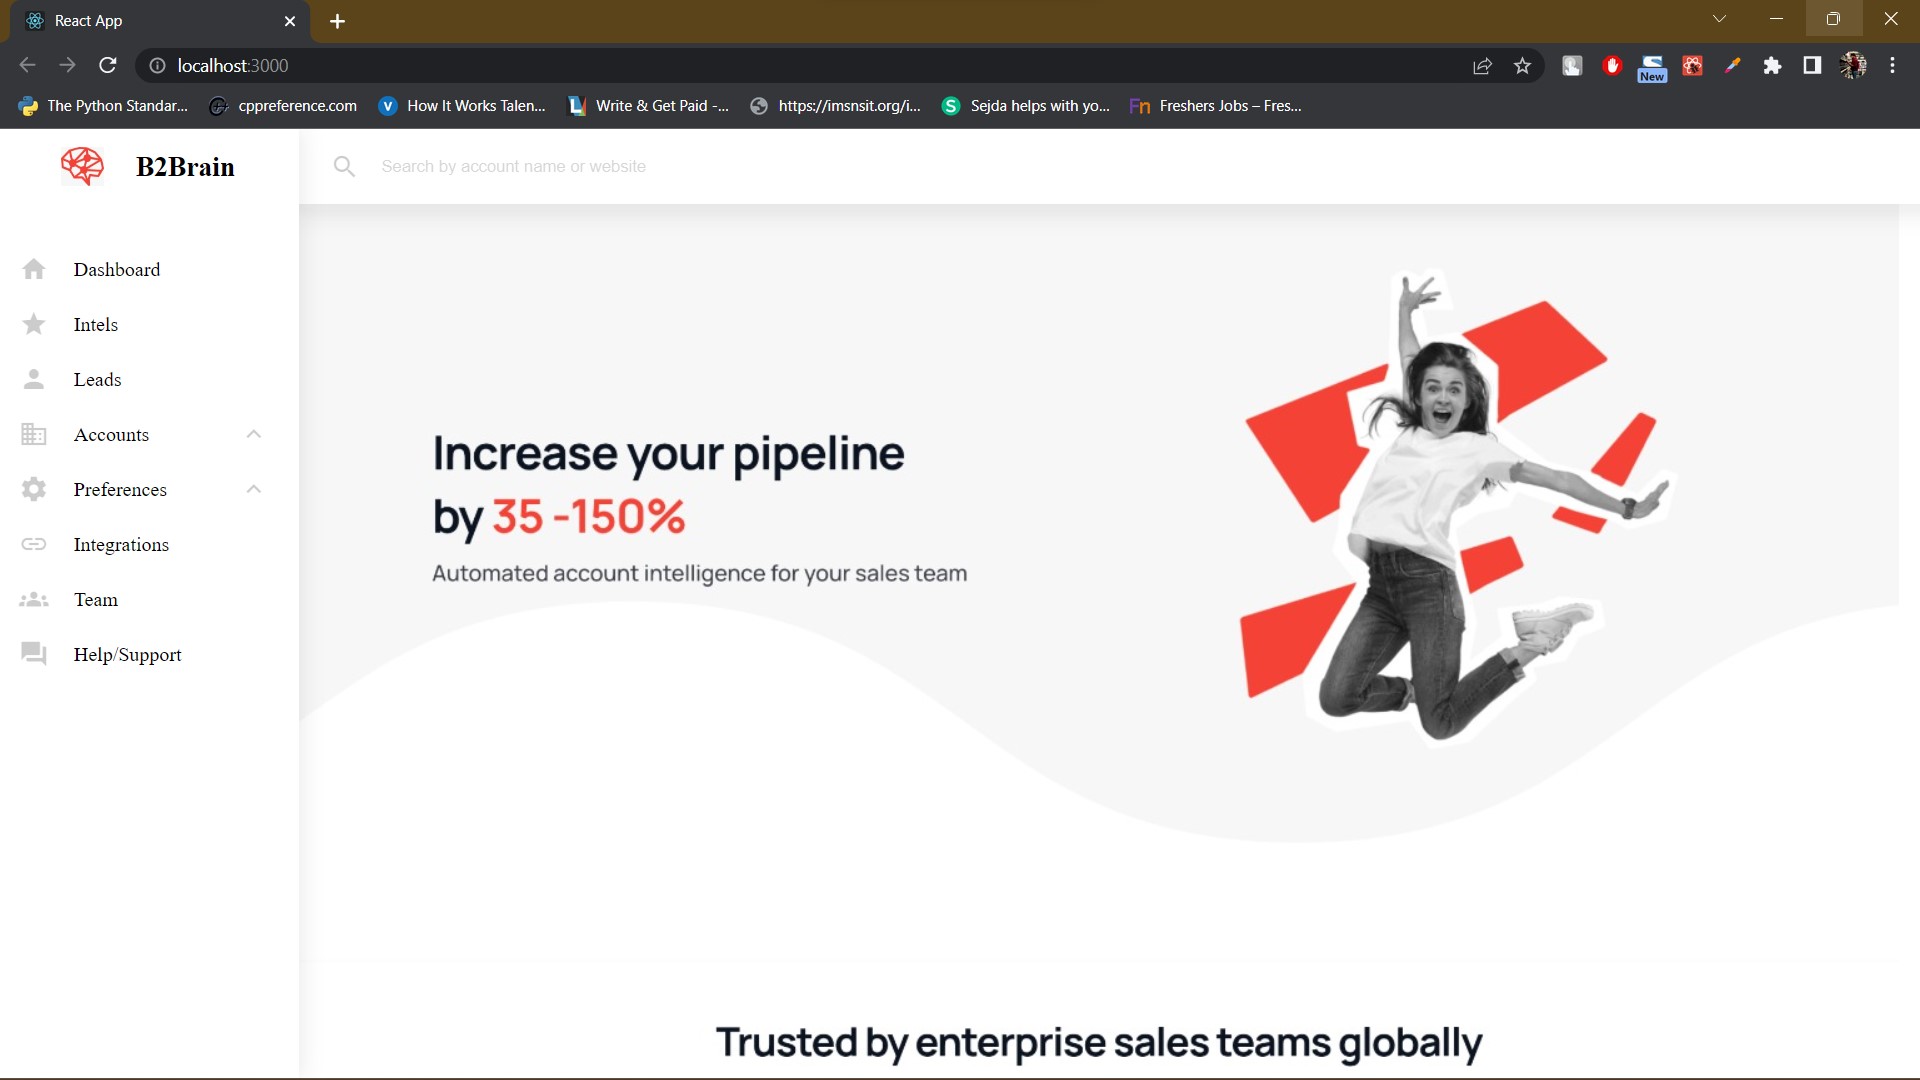 React App
localhost:3000
New
The Python Standar...
cppreference.com
How It Works Talen...
Write & Get Paid -...
https://imsnsit.org/i...
Sejda helps with yo...
Fn Freshers Jobs – Fres...
B2Brain
Search by account name or website
Dashboard
Intels
Leads
Accounts
Preferences
Integrations
Team
Help/Support
Increase your pipeline
by 35 -150%
Automated account intelligence for your sales team
Trusted by enterprise sales teams globally